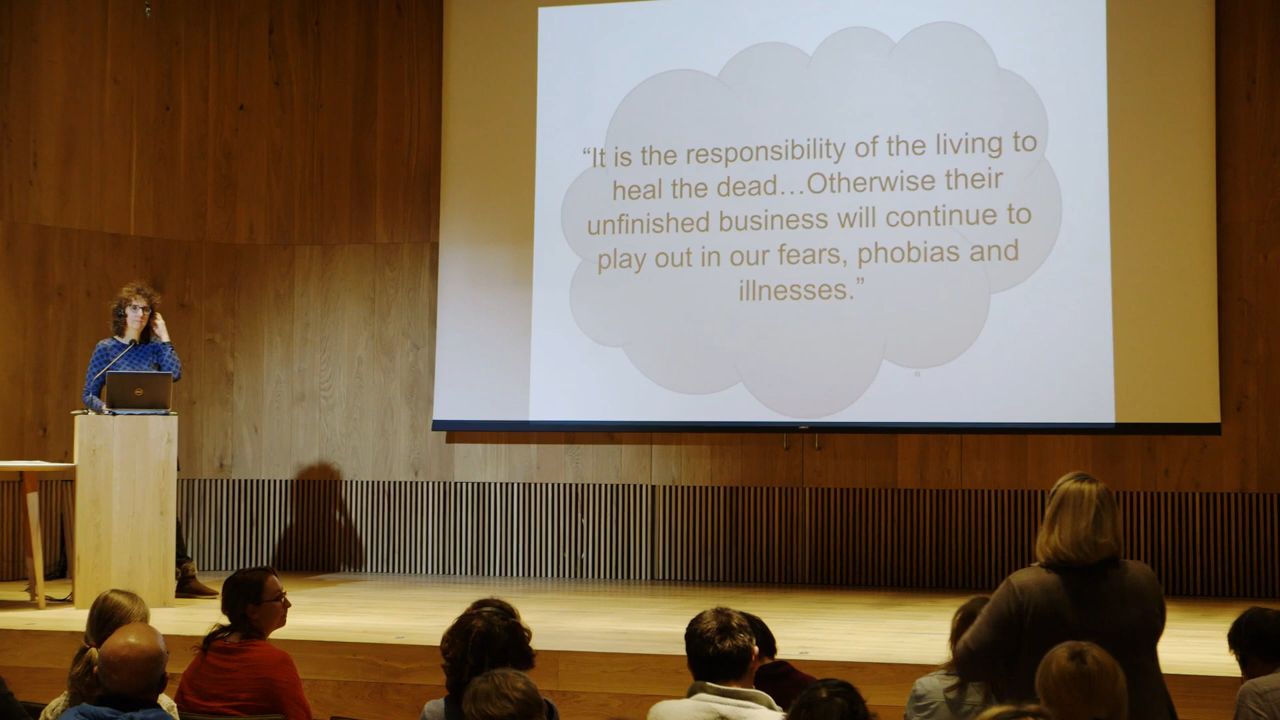 “It is the responsibility of the living to
heal the dead…Otherwise their
unfinished business will continue to
play out in our fears, phobias and
illnesses.”